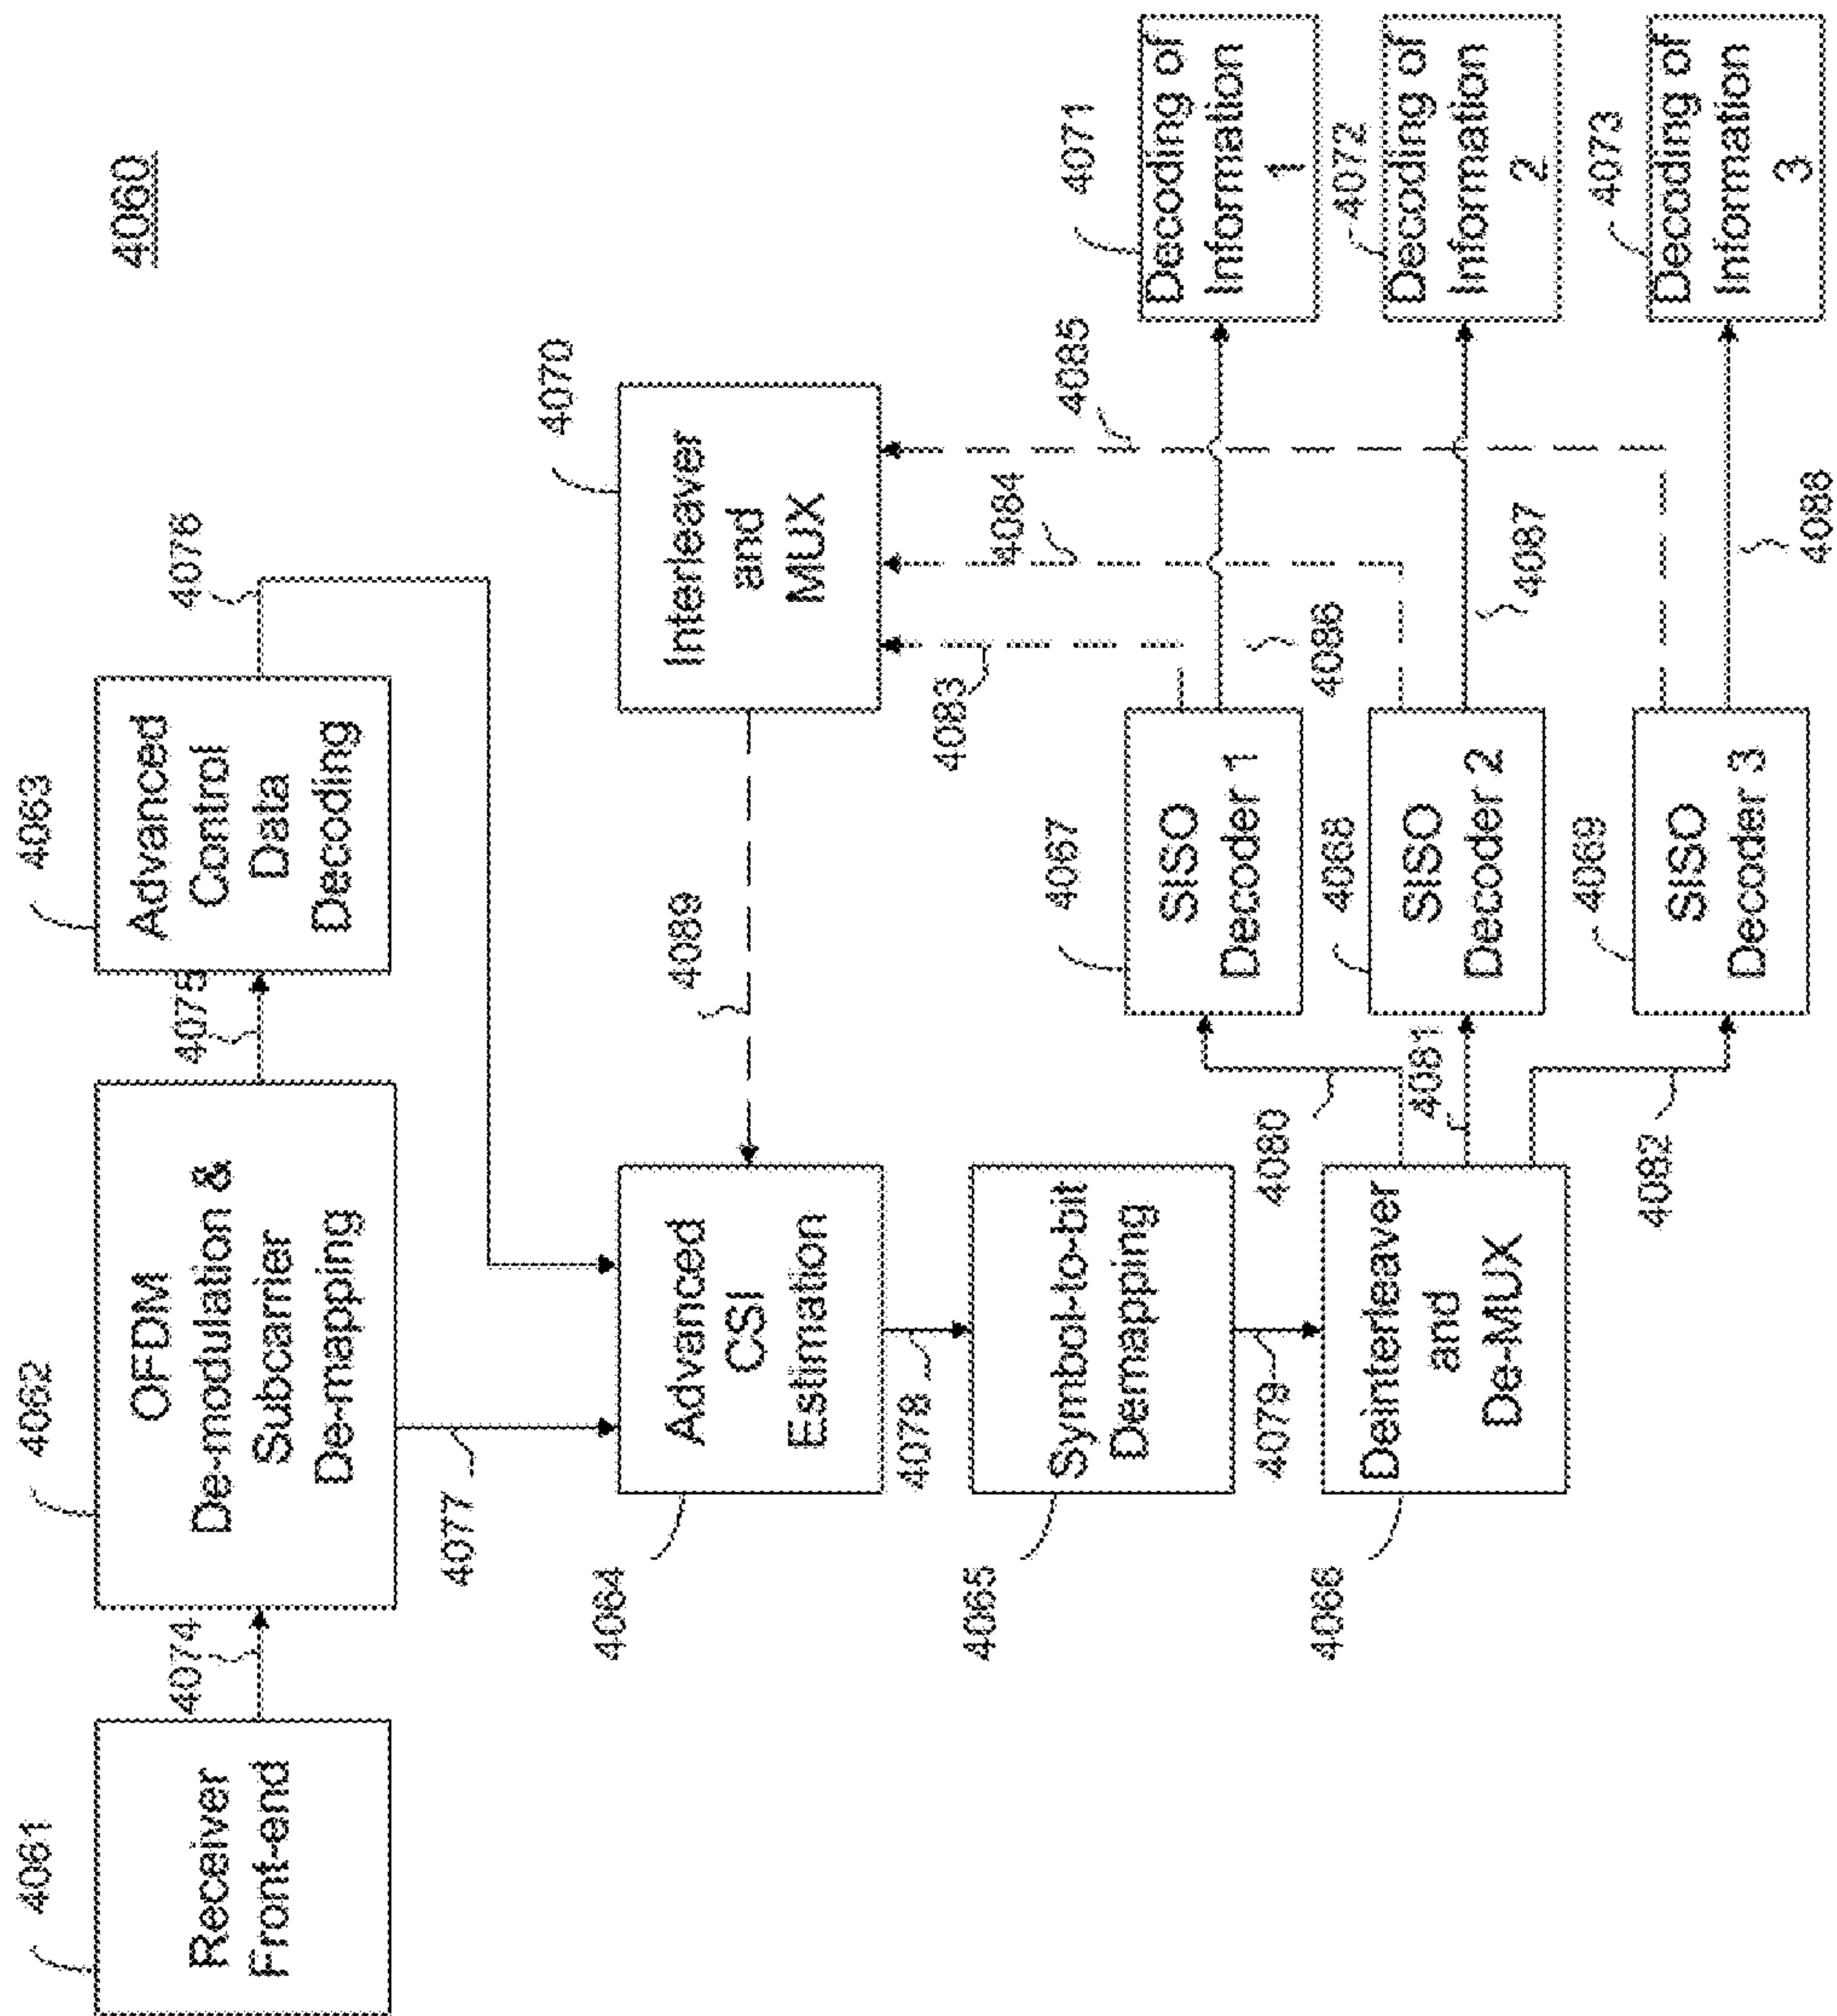 4060
4061
Receiver
Front-end
4074
4062
OFDM
De-modulation &
Subcarrier
De-mapping
4075
4063
Advanced
Control
Data
Decoding
4076
4077
4064
Advanced
CSI
Estimation
4089
4070
Interleaver
and
MUX
4078
4065
Symbol-to-bit
Demapping
4079
4066
Deinterleaver
and
De-MUX
4080
4081
4082
4067
SISO
Decoder 1
4068
SISO
Decoder 2
4069
SISO
Decoder 3
4083
4084
4085
4086
4087
4088
4071
Decoding of
Information
1
4072
Decoding of
Information
2
4073
Decoding of
Information
3